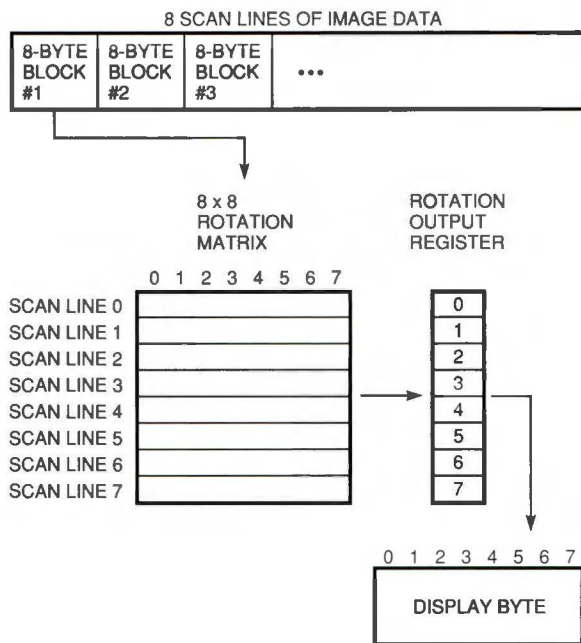 8 SCAN LINES OF IMAGE DATA
8-BYTE BLOCK #1
8-BYTE BLOCK #2
8-BYTE BLOCK #3
...
8 x 8
ROTATION
MATRIX
ROTATION
OUTPUT
REGISTER
0 1 2 3 4 5 6 7
SCAN LINE 0
SCAN LINE 1
SCAN LINE 2
SCAN LINE 3
SCAN LINE 4
SCAN LINE 5
SCAN LINE 6
SCAN LINE 7
0
1
2
3
4
5
6
7
0 1 2 3 4 5 6 7
DISPLAY BYTE